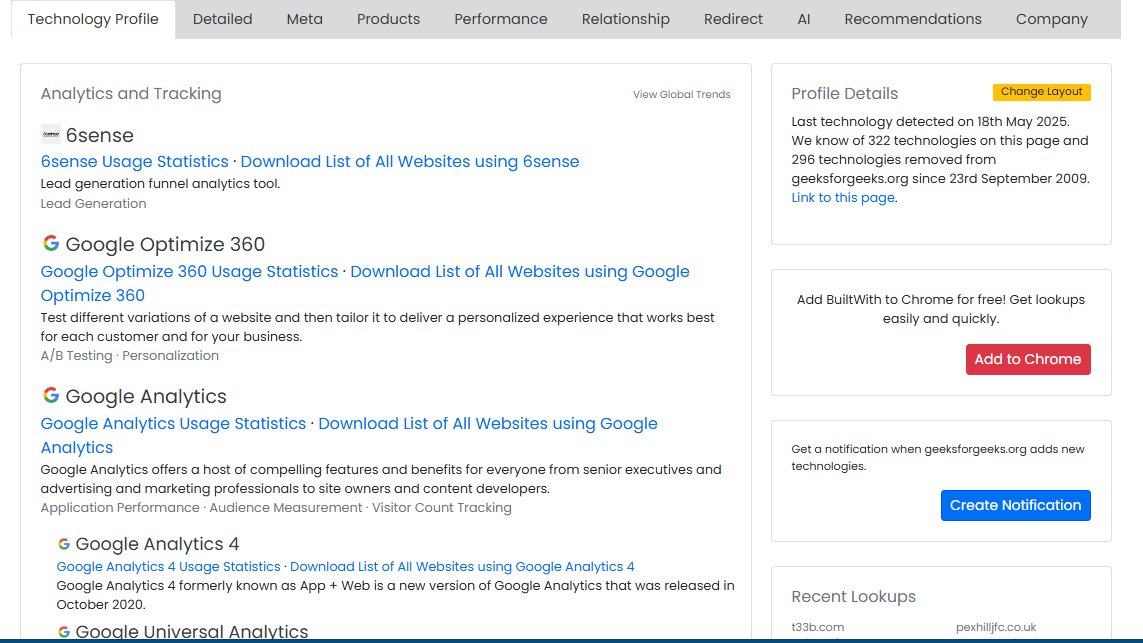 Technology Profile Detailed Meta Products Performance Relationship Redirect AI Recommendations Company
Analytics and Tracking
View Global Trends
6sense
6sense Usage Statistics · Download List of All Websites using 6sense
Lead generation funnel analytics tool.
Lead Generation
Google Optimize 360
Google Optimize 360 Usage Statistics · Download List of All Websites using Google
Optimize 360
Test different variations of a website and then tailor it to deliver a personalized experience that works best
for each customer and for your business.
A/B Testing · Personalization
Google Analytics
Google Analytics Usage Statistics · Download List of All Websites using Google
Analytics
Google Analytics offers a host of compelling features and benefits for everyone from senior executives and
advertising and marketing professionals to site owners and content developers.
Application Performance · Audience Measurement · Visitor Count Tracking
Google Analytics 4
Google Analytics 4 Usage Statistics · Download List of All Websites using Google Analytics 4
Google Analytics 4 formerly known as App + Web is a new version of Google Analytics that was released in
October 2020.
Google Universal Analytics
Profile Details
Change Layout
Last technology detected on 18th May 2025.
We know of 322 technologies on this page and
296 technologies removed from
geeksforgeeks.org since 23rd September 2009.
Link to this page.
Add BuiltWith to Chrome for free! Get lookups
easily and quickly.
Add to Chrome
Get a notification when geeksforgeeks.org adds new
technologies.
Create Notification
Recent Lookups
t33b.com pexhilljfc.co.uk